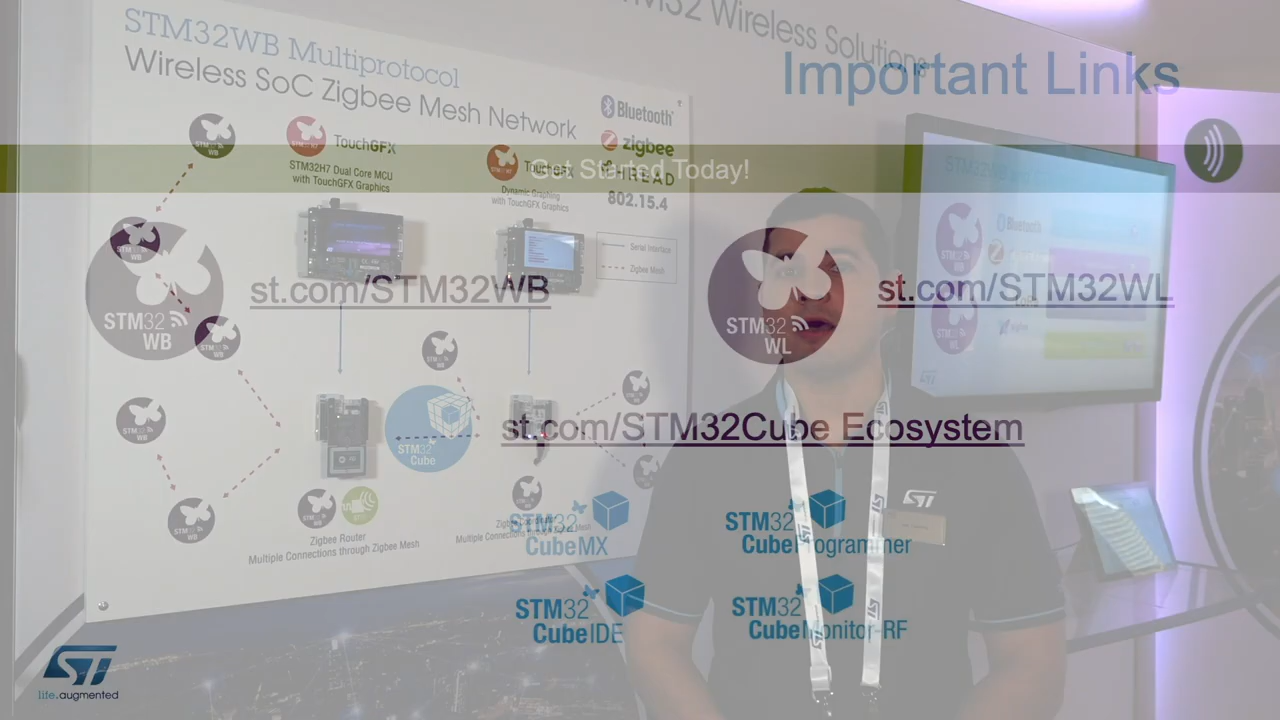 STM32 Wireless Solutions
Important Links
STM32WB Multiprotocol
Wireless SoC Zigbee Mesh Network
Bluetooth
zigbee
THREAD
802.15.4
TouchGFX
STM32H7 Dual Core MCU
with TouchGFX Graphics
TouchGFX
Dynamic Graphing
with TouchGFX Graphics
Get Started Today!
Serial Interface
Zigbee Mesh
Bluetooth
st.com/STM32WB
st.com/STM32WL
STM32
WB
STM32
WL
st.com/STM32Cube Ecosystem
STM32
Cube
STM32
CubeMX
STM32
CubeProgrammer
STM32
CubeIDE
STM32
CubeMonitor-RF
Zigbee Router
Multiple Connections through Zigbee Mesh
Multiple Connections through Zigbee Mesh
ST
ST
life.augmented